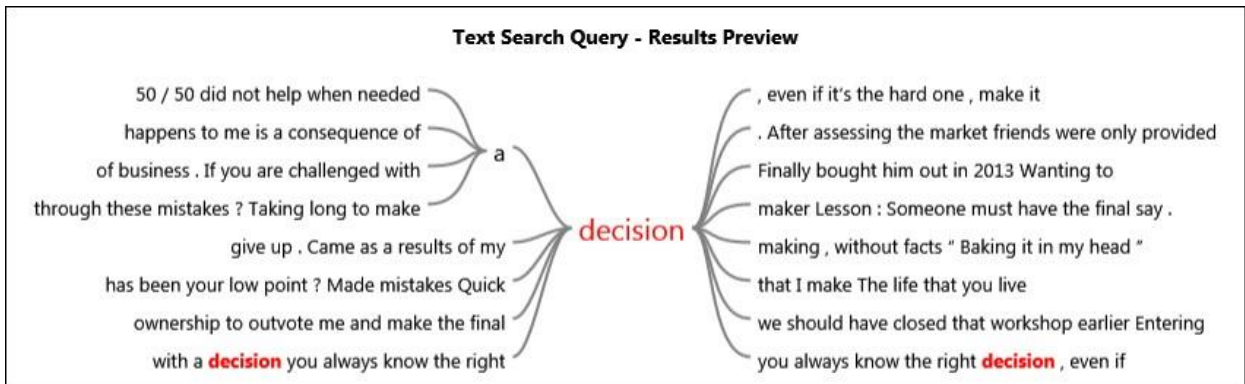 Text Search Query - Results Preview
50 / 50 did not help when needed
happens to me is a consequence of
of business . If you are challenged with
through these mistakes ? Taking long to make
a
give up . Came as a results of my
has been your low point ? Made mistakes Quick
ownership to outvote me and make the final
with a decision you always know the right
decision
, even if it's the hard one , make it
. After assessing the market friends were only provided
Finally bought him out in 2013 Wanting to
maker Lesson : Someone must have the final say .
making , without facts “ Baking it in my head ”
that I make The life that you live
we should have closed that workshop earlier Entering
you always know the right decision , even if